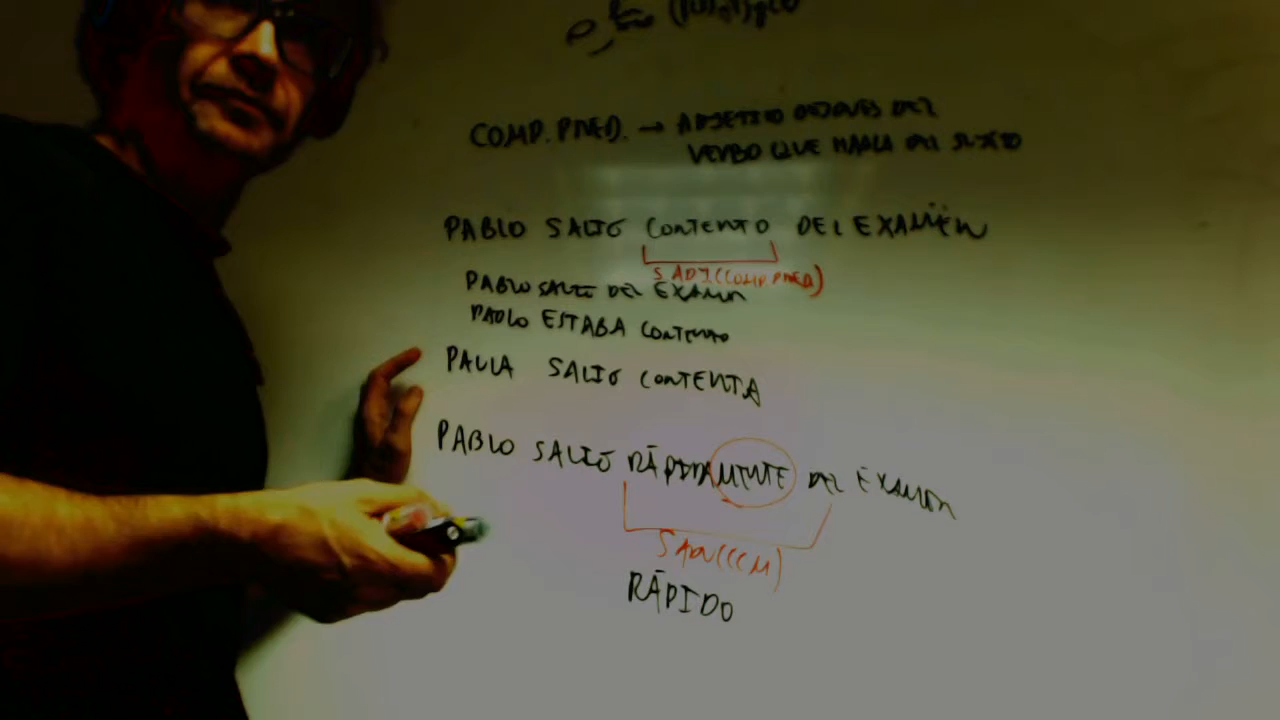 COMP. PRED. → ADJETIVO DESPUES DEL
VERBO QUE HABLA DEL SUJETO
PABLO SALIÓ CONTENTO DEL EXAMEN
S. ADJ. (COMP. PRED)
PABLO SALIÓ DEL EXAMEN
PABLO ESTABA CONTENTO
PAULA SALIÓ CONTENTA
PABLO SALIÓ RÁPIDAMENTE DEL EXAMEN
S ADV (CCM)
RÁPIDO